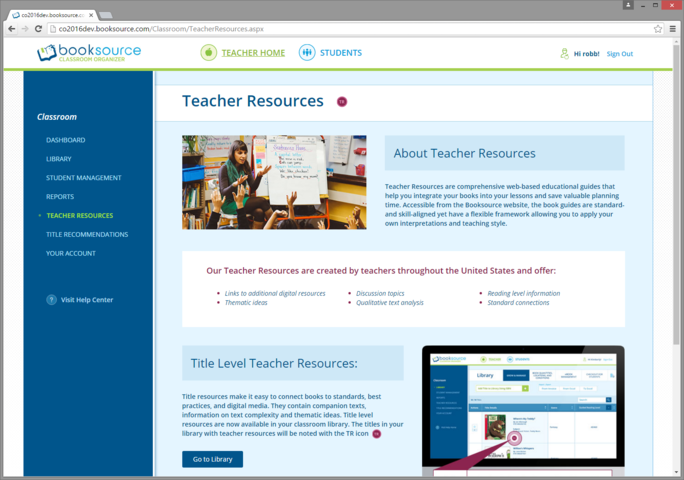 co2016dev.booksource.co
co2016dev.booksource.com/Classroom/TeacherResources.aspx
booksource
CLASSROOM ORGANIZER
TEACHER HOME
STUDENTS
Hi robb!
Sign Out
Classroom
DASHBOARD
LIBRARY
STUDENT MANAGEMENT
REPORTS
TEACHER RESOURCES
TITLE RECOMMENDATIONS
YOUR ACCOUNT
? Visit Help Center
Teacher Resources TR
About Teacher Resources
Teacher Resources are comprehensive web-based educational guides that
help you integrate your books into your lessons and save valuable planning
time. Accessible from the Booksource website, the book guides are standard-
and skill-aligned yet have a flexible framework allowing you to apply your
own interpretations and teaching style.
Our Teacher Resources are created by teachers throughout the United States and offer:
Links to additional digital resources
Thematic ideas
Discussion topics
Qualitative text analysis
Reading level information
Standard connections
Title Level Teacher Resources:
Title resources make it easy to connect books to standards, best
practices, and digital media. They contain companion texts,
information on text complexity and thematic ideas. Title level
resources are now available in your classroom library. The titles in your
library with teacher resources will be noted with the TR icon TR
Go to Library
booksource
STUDENTS
Library